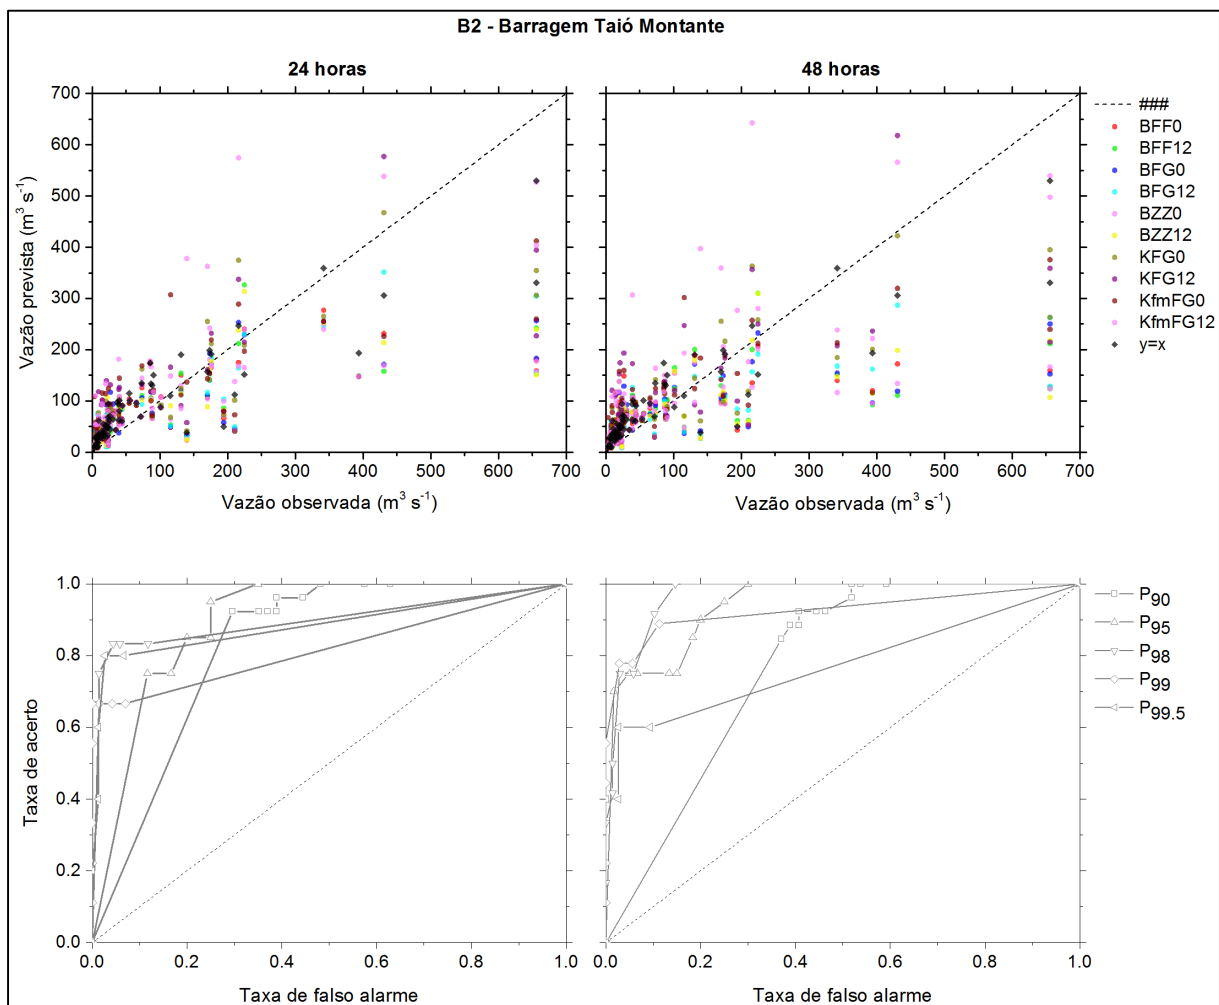 B2 - Barragem Taió Montante
24 horas
48 horas
700
600
500
400
300
200
100
0
Vazão prevista (m³ s⁻¹)
0 100 200 300 400 500 600 700
Vazão observada (m³ s⁻¹)
0 100 200 300 400 500 600 700
Vazão observada (m³ s⁻¹)
###
BFF0
BFF12
BFG0
BFG12
BZZ0
BZZ12
KFG0
KFG12
KfmFG0
KfmFG12
y=x
1.0
0.8
0.6
0.4
0.2
0.0
Taxa de acerto
0.0 0.2 0.4 0.6 0.8 1.0
Taxa de falso alarme
0.0 0.2 0.4 0.6 0.8 1.0
Taxa de falso alarme
P90
P95
P98
P99
P99.5